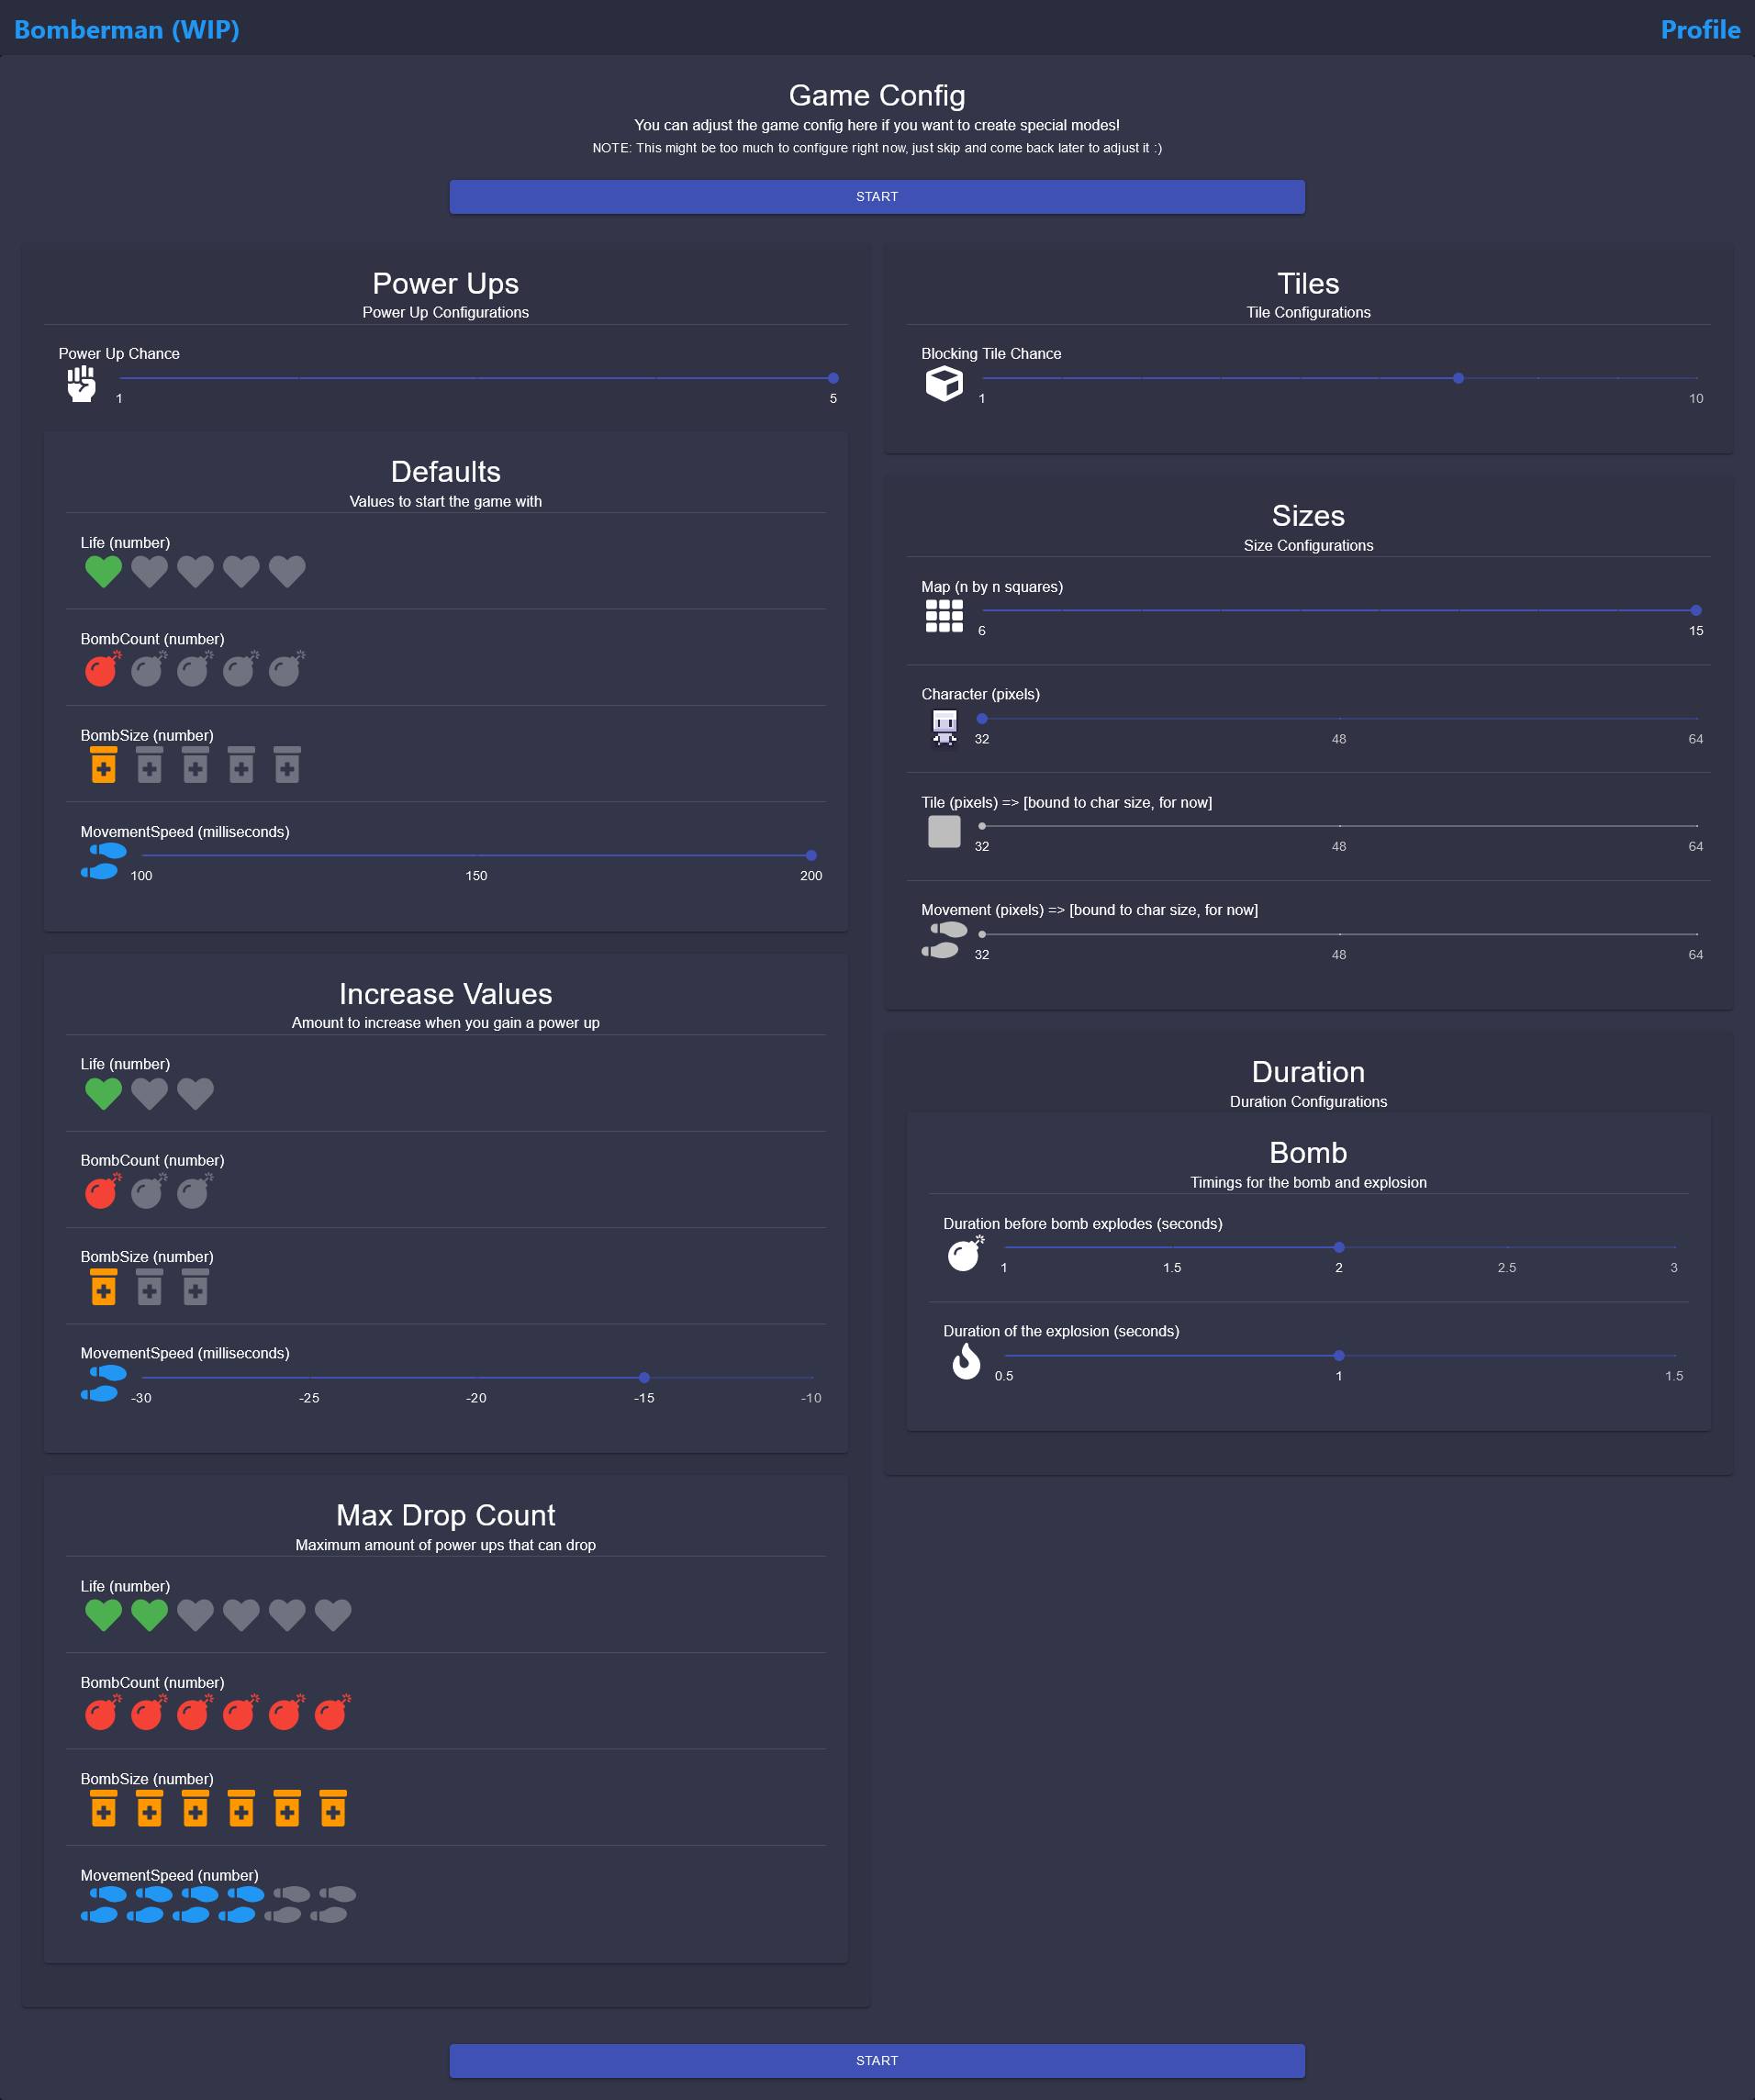 Bomberman (WIP)
Profile
Game Config
You can adjust the game config here if you want to create special modes!
NOTE: This might be too much to configure right now, just skip and come back later to adjust it :)
START
Power Ups
Power Up Configurations
Power Up Chance
1 5
Defaults
Values to start the game with
Life (number)
BombCount (number)
BombSize (number)
MovementSpeed (milliseconds)
100 150 200
Increase Values
Amount to increase when you gain a power up
Life (number)
BombCount (number)
BombSize (number)
MovementSpeed (milliseconds)
-30 -25 -20 -15 -10
Max Drop Count
Maximum amount of power ups that can drop
Life (number)
BombCount (number)
BombSize (number)
MovementSpeed (number)
Tiles
Tile Configurations
Blocking Tile Chance
1 10
Sizes
Size Configurations
Map (n by n squares)
6 15
Character (pixels)
32 48 64
Tile (pixels) => [bound to char size, for now]
32 48 64
Movement (pixels) => [bound to char size, for now]
32 48 64
Duration
Duration Configurations
Bomb
Timings for the bomb and explosion
Duration before bomb explodes (seconds)
1 1.5 2 2.5 3
Duration of the explosion (seconds)
0.5 1 1.5
START